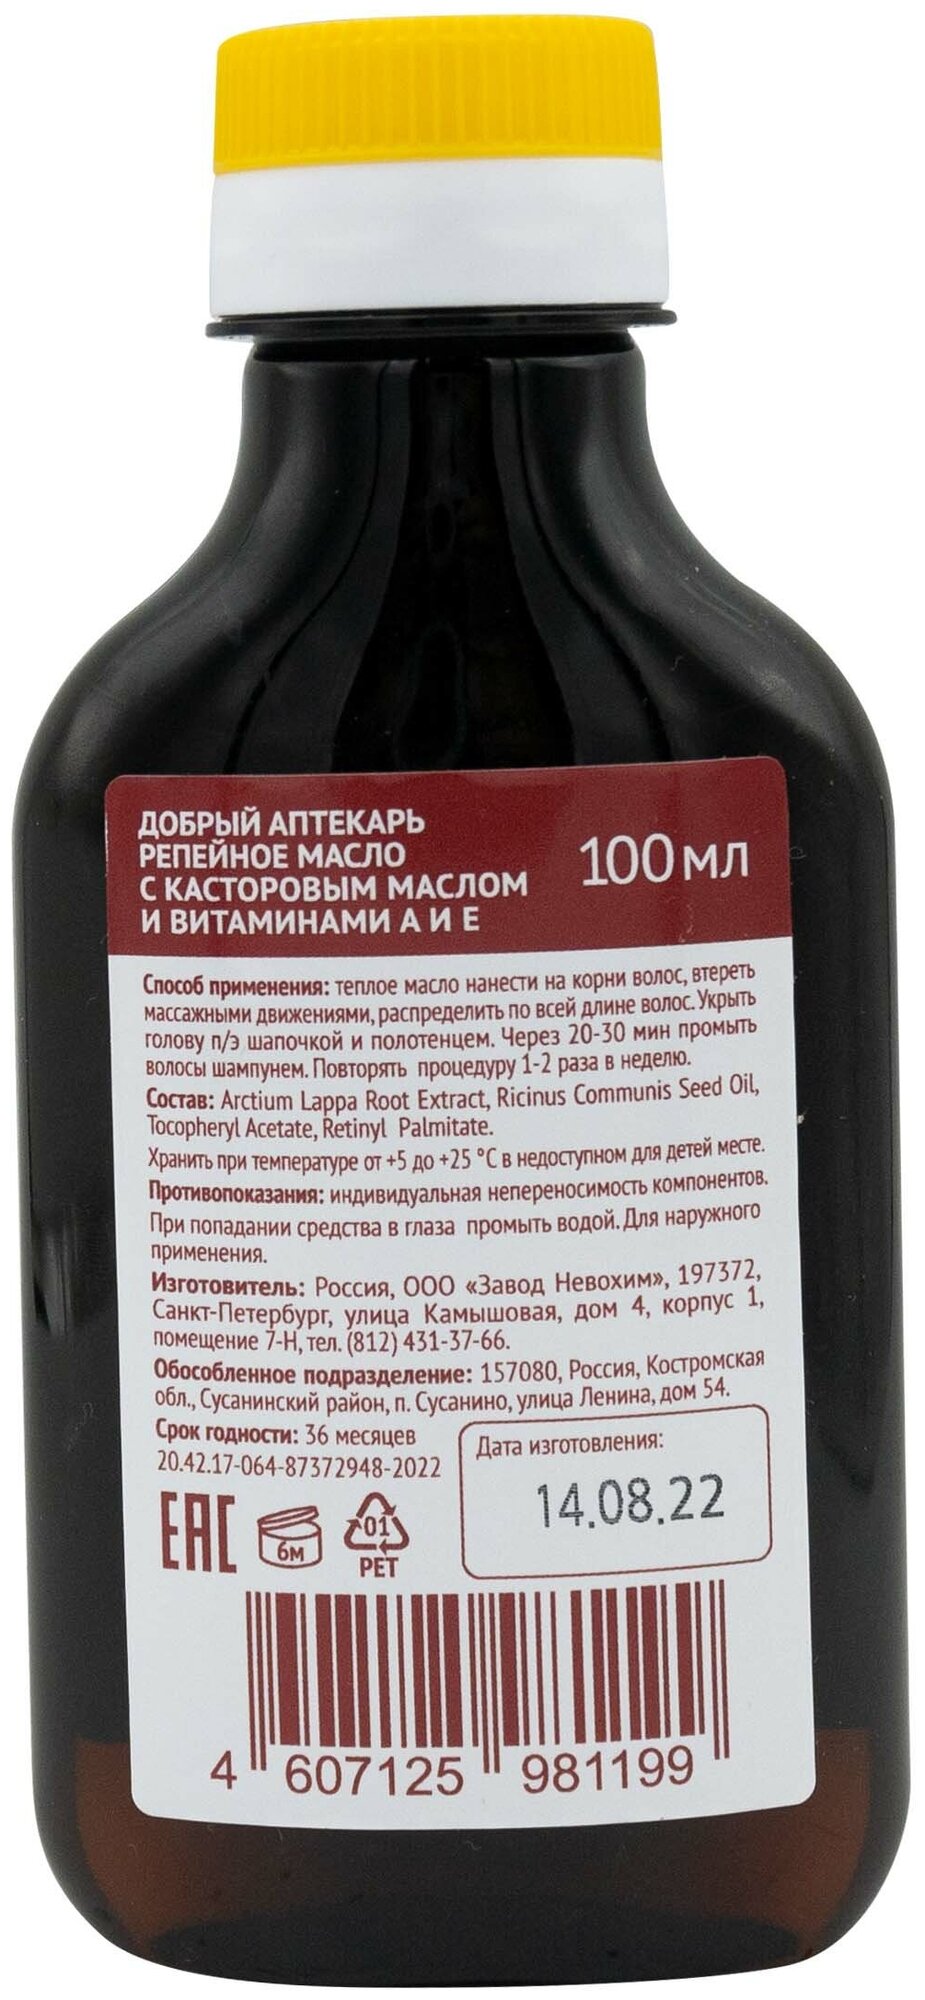 ДОБРЫЙ АПТЕКАРЬ
РЕПЕЙНОЕ МАСЛО
С КАСТОРОВЫМ МАСЛОМ
И ВИТАМИНАМИ А И Е
100 мл
Способ применения: теплое масло нанести на корни волос, втереть
массажными движениями, распределить по всей длине волос. Укрыть
голову п/э шапочкой и полотенцем. Через 20-30 мин промыть
волосы шампунем. Повторять процедуру 1-2 раза в неделю.
Состав: Arctium Lappa Root Extract, Ricinus Communis Seed Oil,
Tocopheryl Acetate, Retinyl Palmitate.
Хранить при температуре от +5 до +25 °С в недоступном для детей месте.
Противопоказания: индивидуальная непереносимость компонентов.
При попадании средства в глаза промыть водой. Для наружного
применения.
Изготовитель: Россия, ООО «Завод Невохим», 197372,
Санкт-Петербург, улица Камышовая, дом 4, корпус 1,
помещение 7-Н, тел. (812) 431-37-66.
Обособленное подразделение: 157080, Россия, Костромская
обл., Сусанинский район, п. Сусанино, улица Ленина, дом 54.
Срок годности: 36 месяцев
20.42.17-064-87372948-2022
Дата изготовления:
14.08.22
ЕАС
6м
01
PET
4 607125 981199